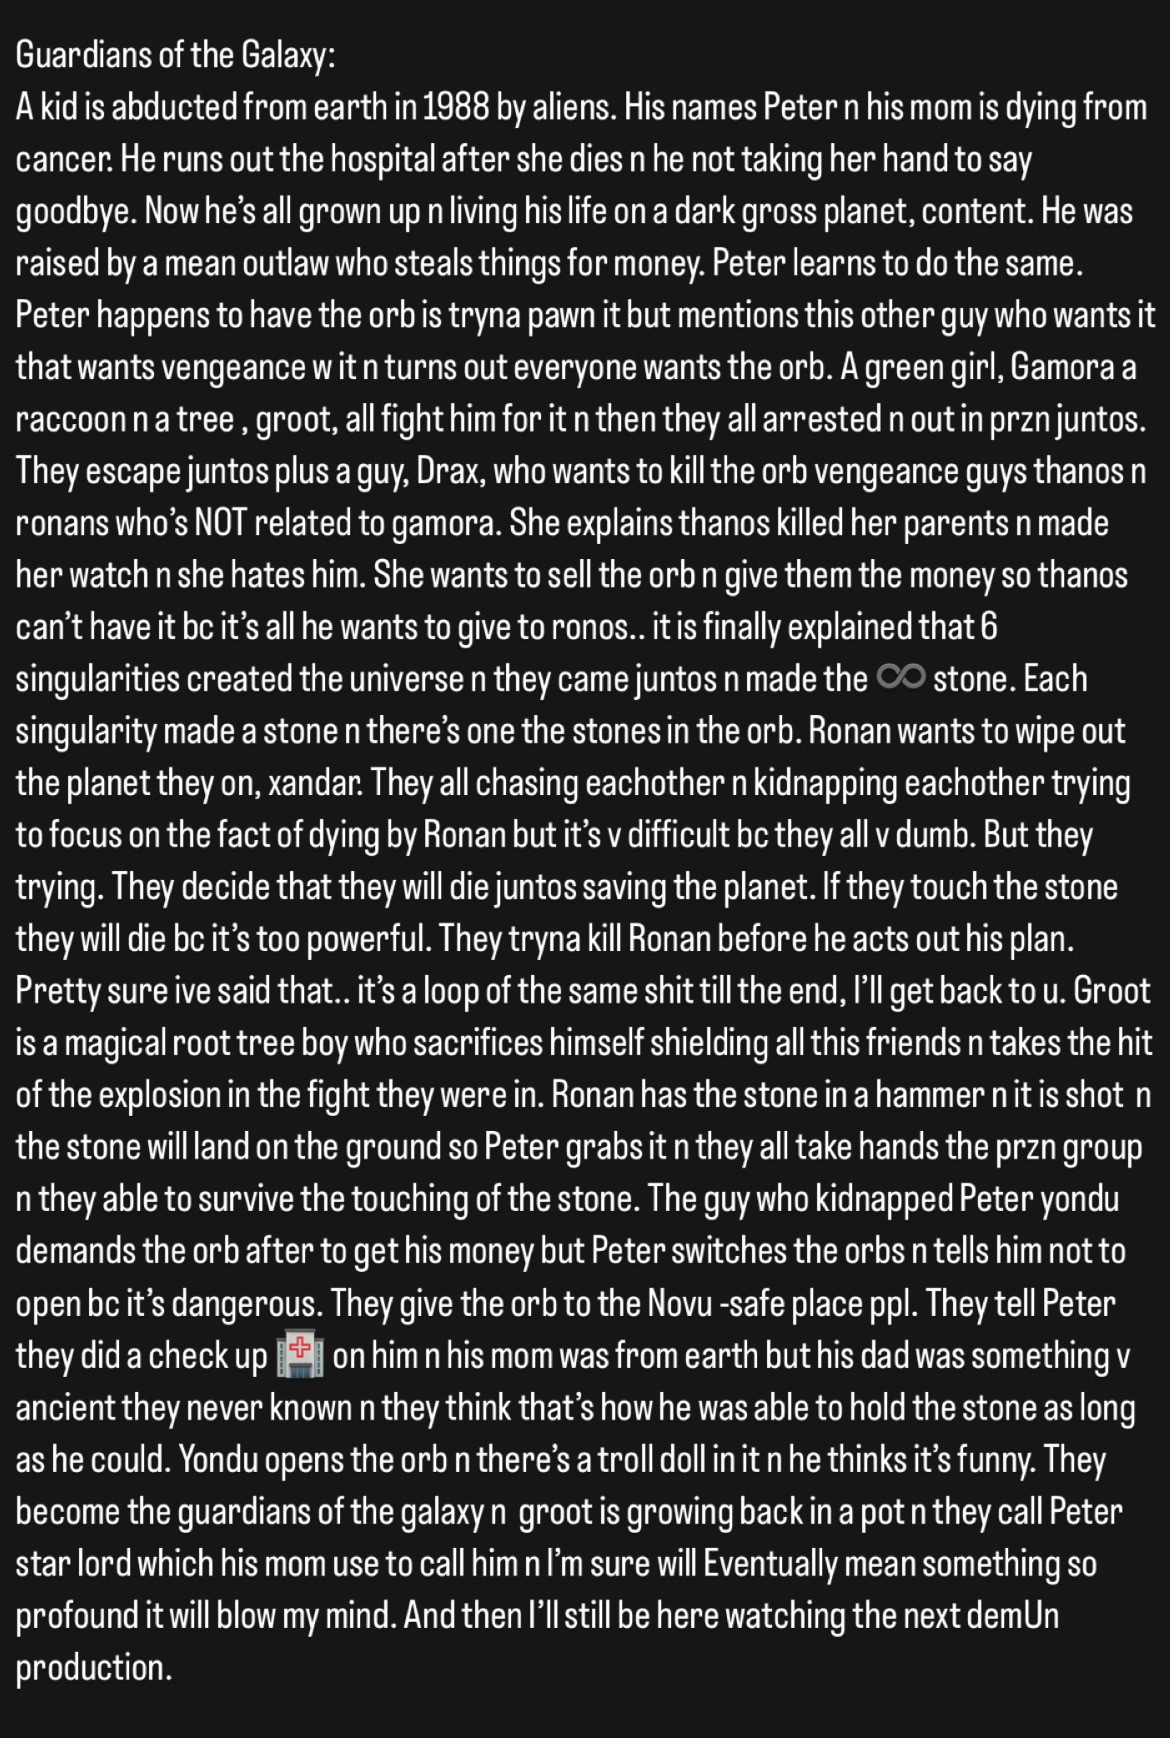 Guardians of the Galaxy:
A kid is abducted from earth in 1988 by aliens. His names Peter n his mom is dying from
cancer. He runs out the hospital after she dies n he not taking her hand to say
goodbye. Now he's all grown up n living his life on a dark gross planet, content. He was
raised by a mean outlaw who steals things for money. Peter learns to do the same.
Peter happens to have the orb is tryna pawn it but mentions this other guy who wants it
that wants vengeance w it n turns out everyone wants the orb. A green girl, Gamora a
raccoon n a tree , groot, all fight him for it n then they all arrested n out in przn juntos.
They escape juntos plus a guy, Drax, who wants to kill the orb vengeance guys thanos n
ronans who's NOT related to gamora. She explains thanos killed her parents n made
her watch n she hates him. She wants to sell the orb n give them the money so thanos
can't have it bc it's all he wants to give to ronos.. it is finally explained that 6
singularities created the universe n they came juntos n made the ♾ stone. Each
singularity made a stone n there's one the stones in the orb. Ronan wants to wipe out
the planet they on, xandar. They all chasing eachother n kidnapping eachother trying
to focus on the fact of dying by Ronan but it's v difficult bc they all v dumb. But they
trying. They decide that they will die juntos saving the planet. If they touch the stone
they will die bc it's too powerful. They tryna kill Ronan before he acts out his plan.
Pretty sure ive said that.. it's a loop of the same shit till the end, I'll get back to u. Groot
is a magical root tree boy who sacrifices himself shielding all this friends n takes the hit
of the explosion in the fight they were in. Ronan has the stone in a hammer n it is shot  n
the stone will land on the ground so Peter grabs it n they all take hands the przn group
n they able to survive the touching of the stone. The guy who kidnapped Peter yondu
demands the orb after to get his money but Peter switches the orbs n tells him not to
open bc it's dangerous. They give the orb to the Novu -safe place ppl. They tell Peter
they did a check up 🏥 on him n his mom was from earth but his dad was something v
ancient they never known n they think that's how he was able to hold the stone as long
as he could. Yondu opens the orb n there's a troll doll in it n he thinks it's funny. They
become the guardians of the galaxy n  groot is growing back in a pot n they call Peter
star lord which his mom use to call him n I'm sure will Eventually mean something so
profound it will blow my mind. And then I'll still be here watching the next demUn
production.